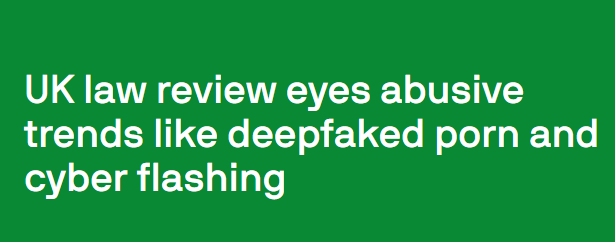 UK law review eyes abusive
trends like deepfaked porn and
cyber flashing